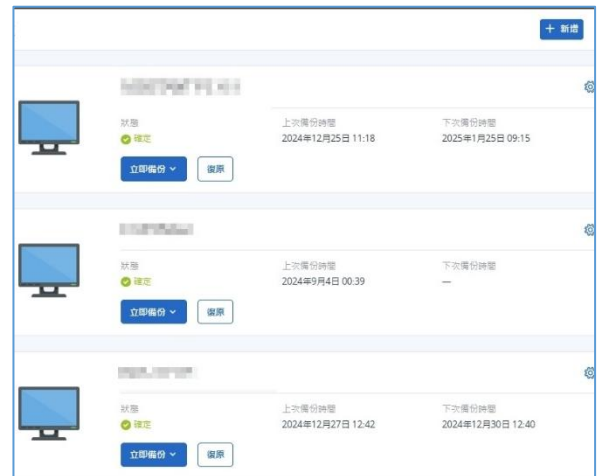 + 新增
狀態 上次備份時間 下次備份時間
確定 2024年12月25日 11:18 2025年1月25日 09:15
立即備份 復原
狀態 上次備份時間 下次備份時間
確定 2024年9月4日 00:39 —
立即備份 復原
狀態 上次備份時間 下次備份時間
確定 2024年12月27日 12:42 2024年12月30日 12:40
立即備份 復原